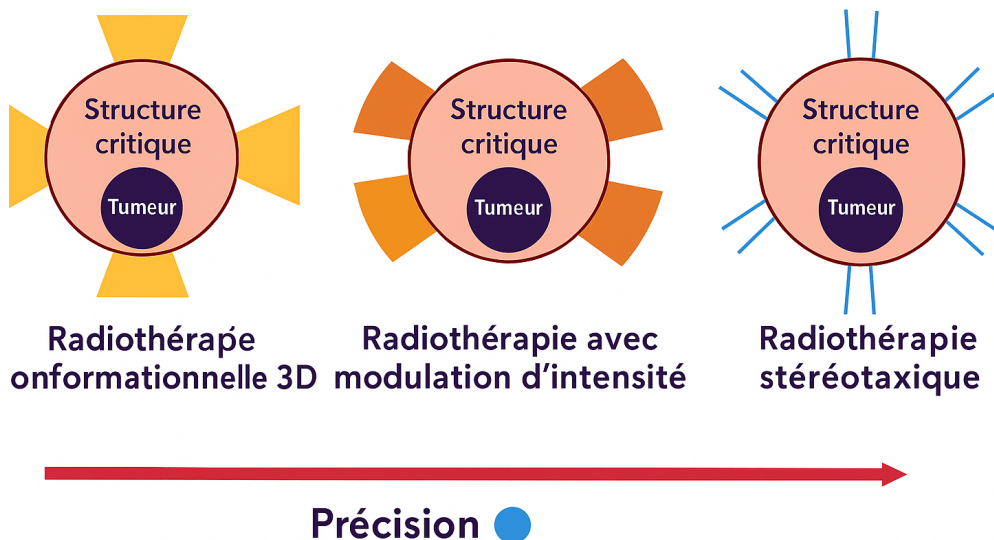 Structure
critique
Tumeur
Structure
critique
Tumeur
Structure
critique
Tumeur
Radiothérape
onformationnelle 3D
Radiothérapie avec
modulation d'intensité
Radiothérapie
stéréotaxique
Précision